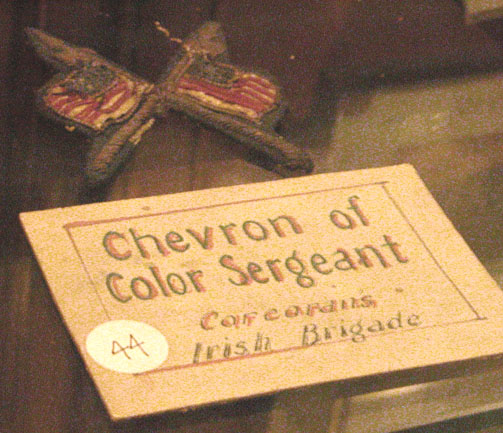 Chevron of
Color Sergeant
Corcorans
Irish Brigade
44